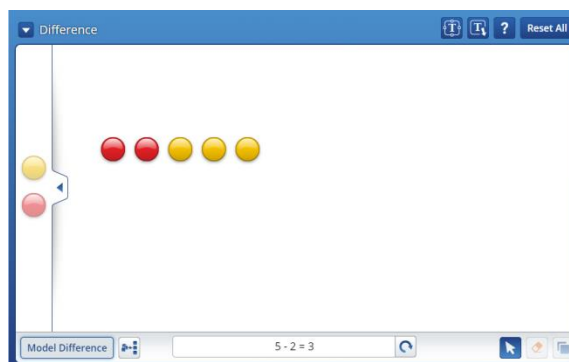 Difference
T T ? Reset All
Model Difference 5 - 2 = 3